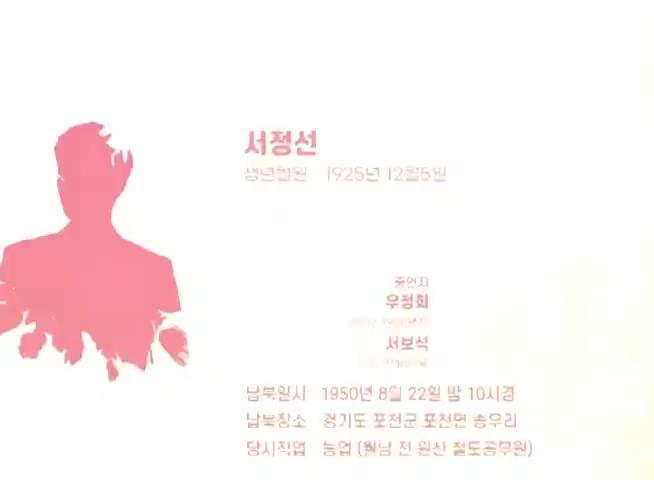 서정선
생년월일 1925년 12월 5일
증언자
우정희
서보석
납북일시 1950년 8월 22일 밤 10시경
납북장소 경기도 포천군 포천면 송우리
당시직업 농업 (월남 전 원산 철도공무원)